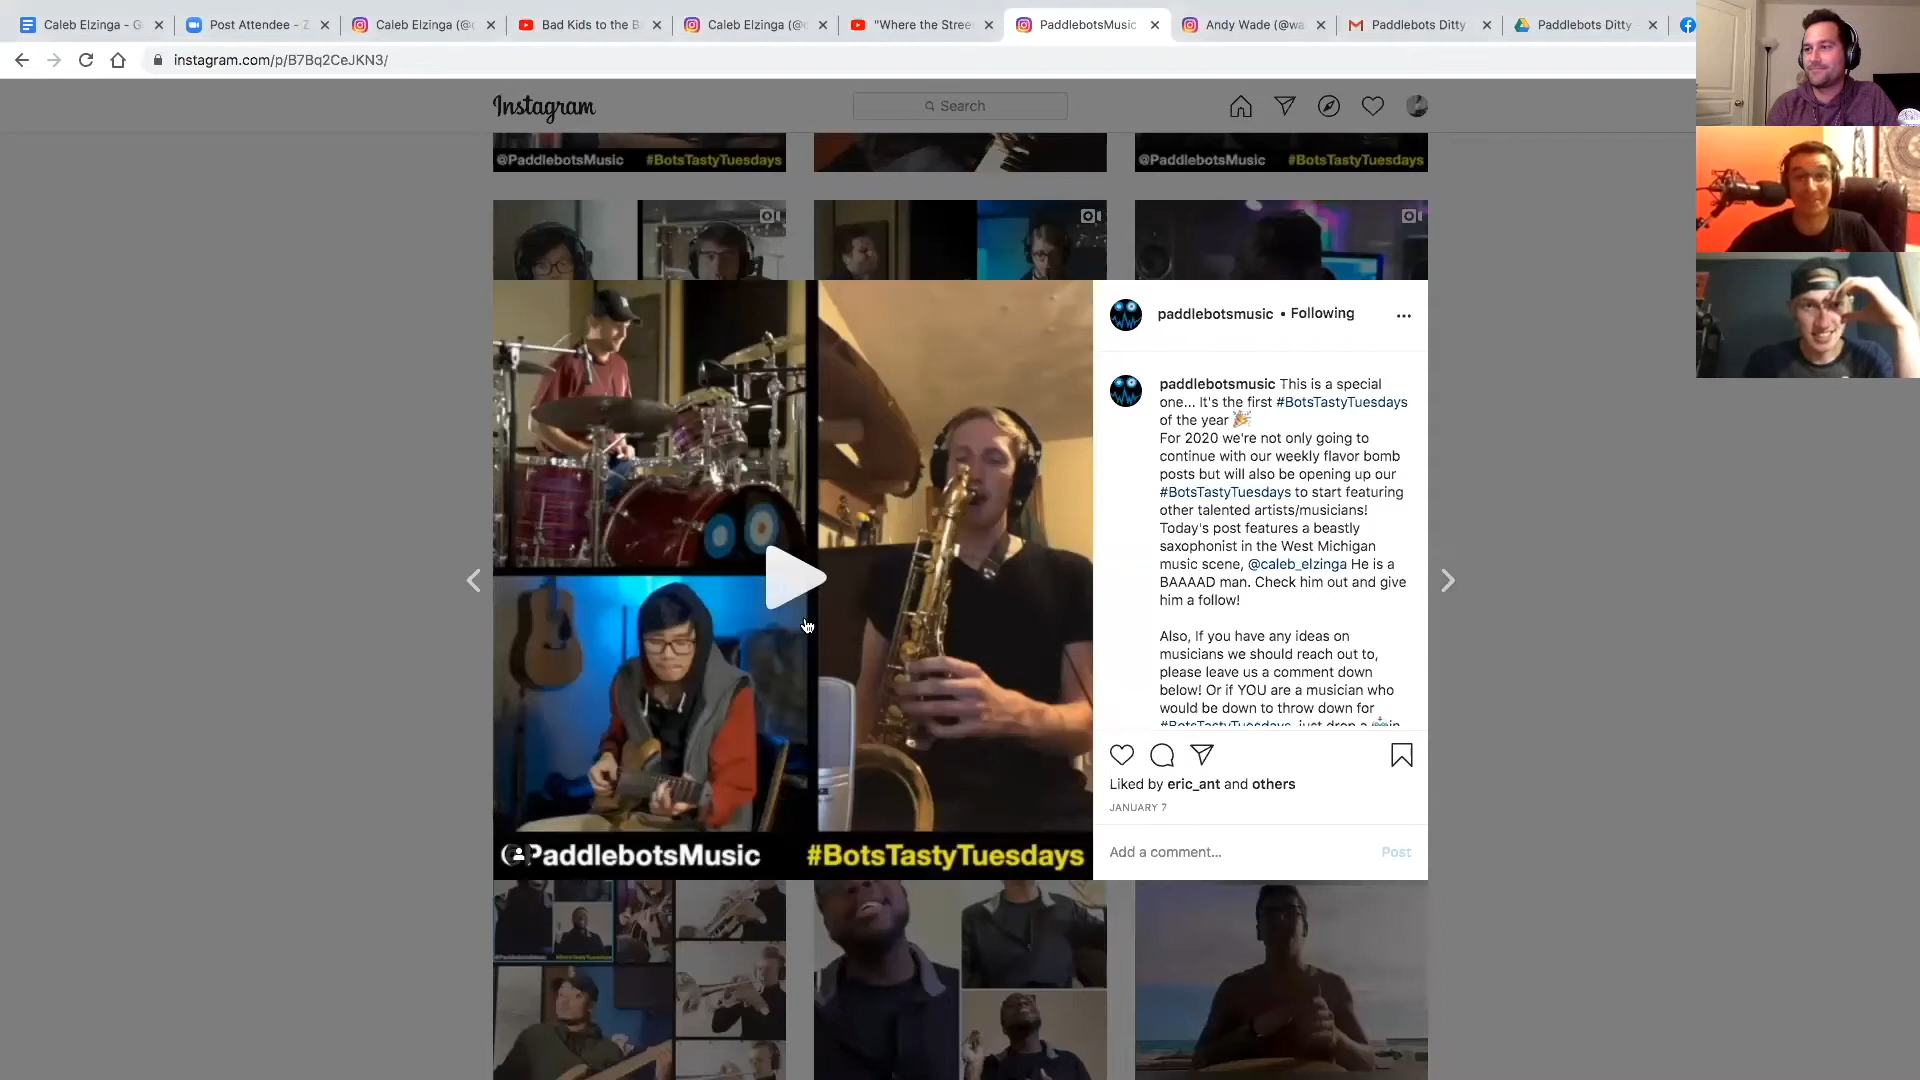 Caleb Elzinga - G
Post Attendee - Z
Caleb Elzinga (@c
Bad Kids to the B
Caleb Elzinga (@c
"Where the Stree
PaddlebotsMusic
Andy Wade (@wa
Paddlebots Ditty
Paddlebots Ditty
instagram.com/p/B7Bq2CeJKN3/
Instagram
Search
@PaddlebotsMusic #BotsTastyTuesdays
@PaddlebotsMusic #BotsTastyTuesdays
paddlebotsmusic • Following
paddlebotsmusic This is a special
one... It's the first #BotsTastyTuesdays
of the year 🎉
For 2020 we're not only going to
continue with our weekly flavor bomb
posts but will also be opening up our
#BotsTastyTuesdays to start featuring
other talented artists/musicians!
Today's post features a beastly
saxophonist in the West Michigan
music scene, @caleb_elzinga He is a
BAAAAD man. Check him out and give
him a follow!
Also, If you have any ideas on
musicians we should reach out to,
please leave us a comment down
below! Or if YOU are a musician who
would be down to throw down for
#BotsTastyTuesdays, just drop a
Liked by eric_ant and others
JANUARY 7
Add a comment...
Post
PaddlebotsMusic #BotsTastyTuesdays